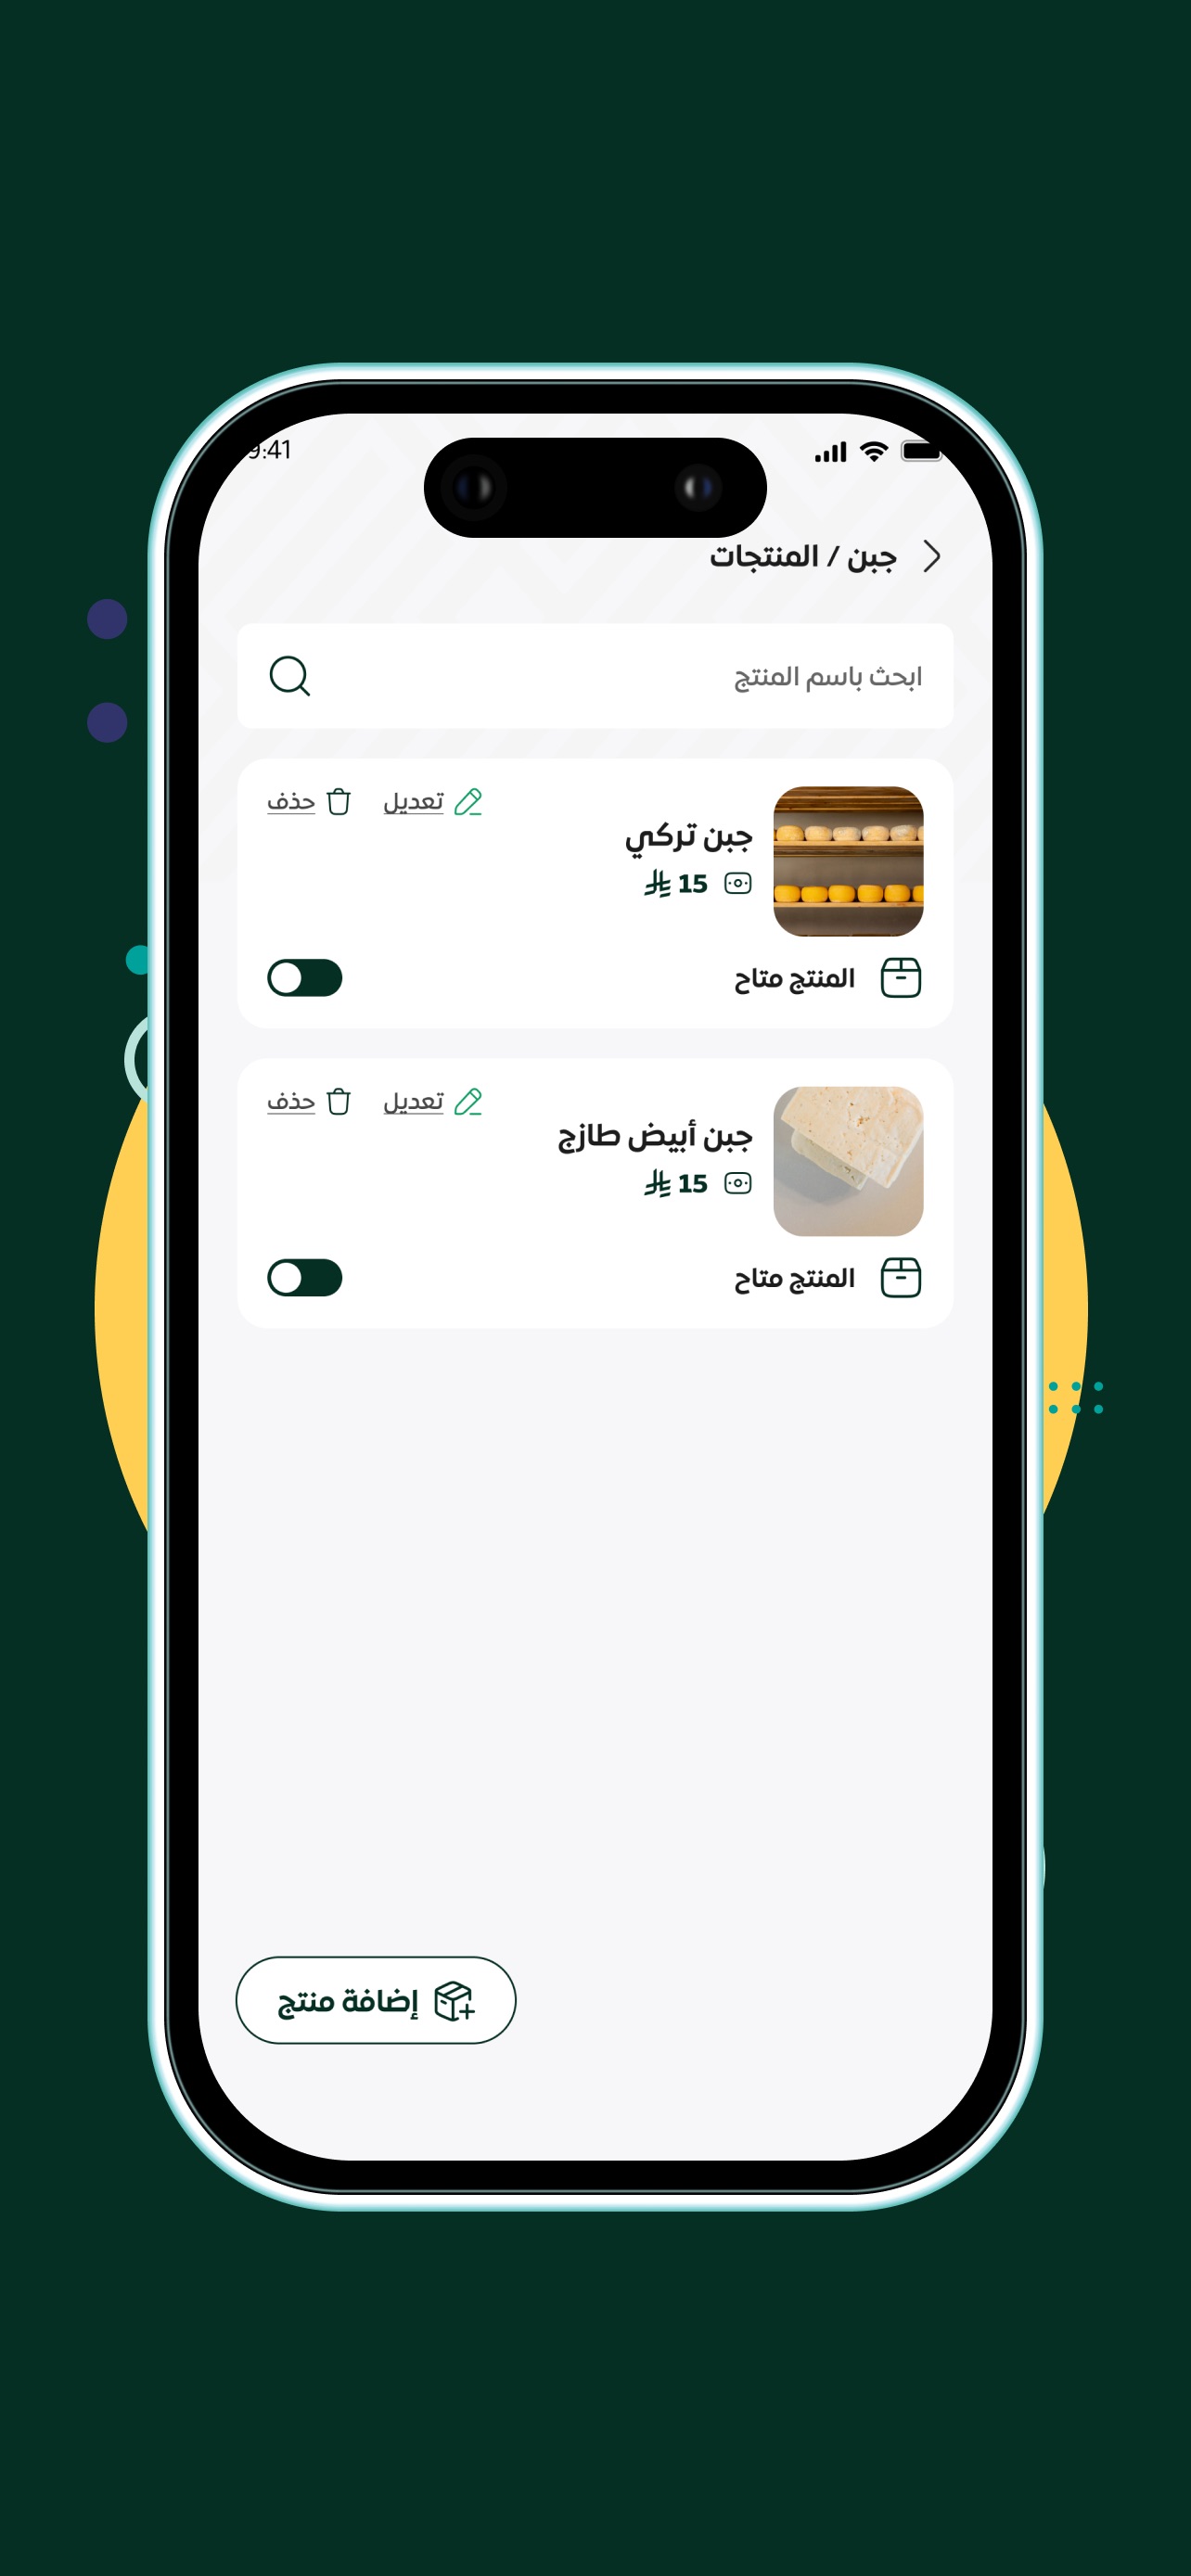 9:41
جبن / المنتجات
ابحث باسم المنتج
تعديل
حذف
جبن تركي
15 ⃁
المنتج متاح
تعديل
حذف
جبن أبيض طازج
15 ⃁
المنتج متاح
إضافة منتج